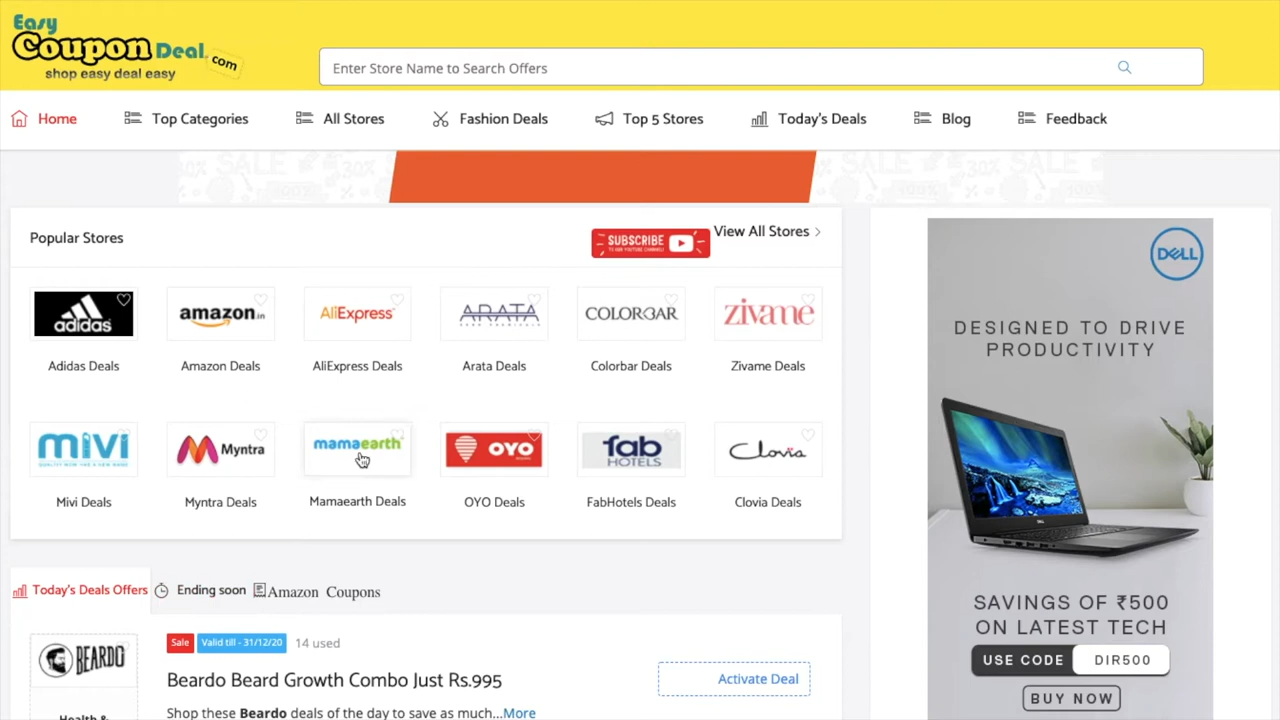 Easy
Coupon Deal.com
shop easy deal easy
Enter Store Name to Search Offers
Home Top Categories All Stores Fashion Deals Top 5 Stores Today's Deals Blog Feedback
Popular Stores
SUBSCRIBE
View All Stores >
adidas amazon.in AliExpress ARATA COLORBAR zivame
Adidas Deals Amazon Deals AliExpress Deals Arata Deals Colorbar Deals Zivame Deals
mivi Myntra mamaearth OYO fab HOTELS Clovia
Mivi Deals Myntra Deals Mamaearth Deals OYO Deals FabHotels Deals Clovia Deals
Today's Deals Offers Ending soon Amazon Coupons
BEARDO
Sale Valid till - 31/12/20 14 used
Beardo Beard Growth Combo Just Rs.995
Activate Deal
Shop these Beardo deals of the day to save as much...More
Health &
DELL
DESIGNED TO DRIVE
PRODUCTIVITY
SAVINGS OF ₹500
ON LATEST TECH
USE CODE DIR500
BUY NOW